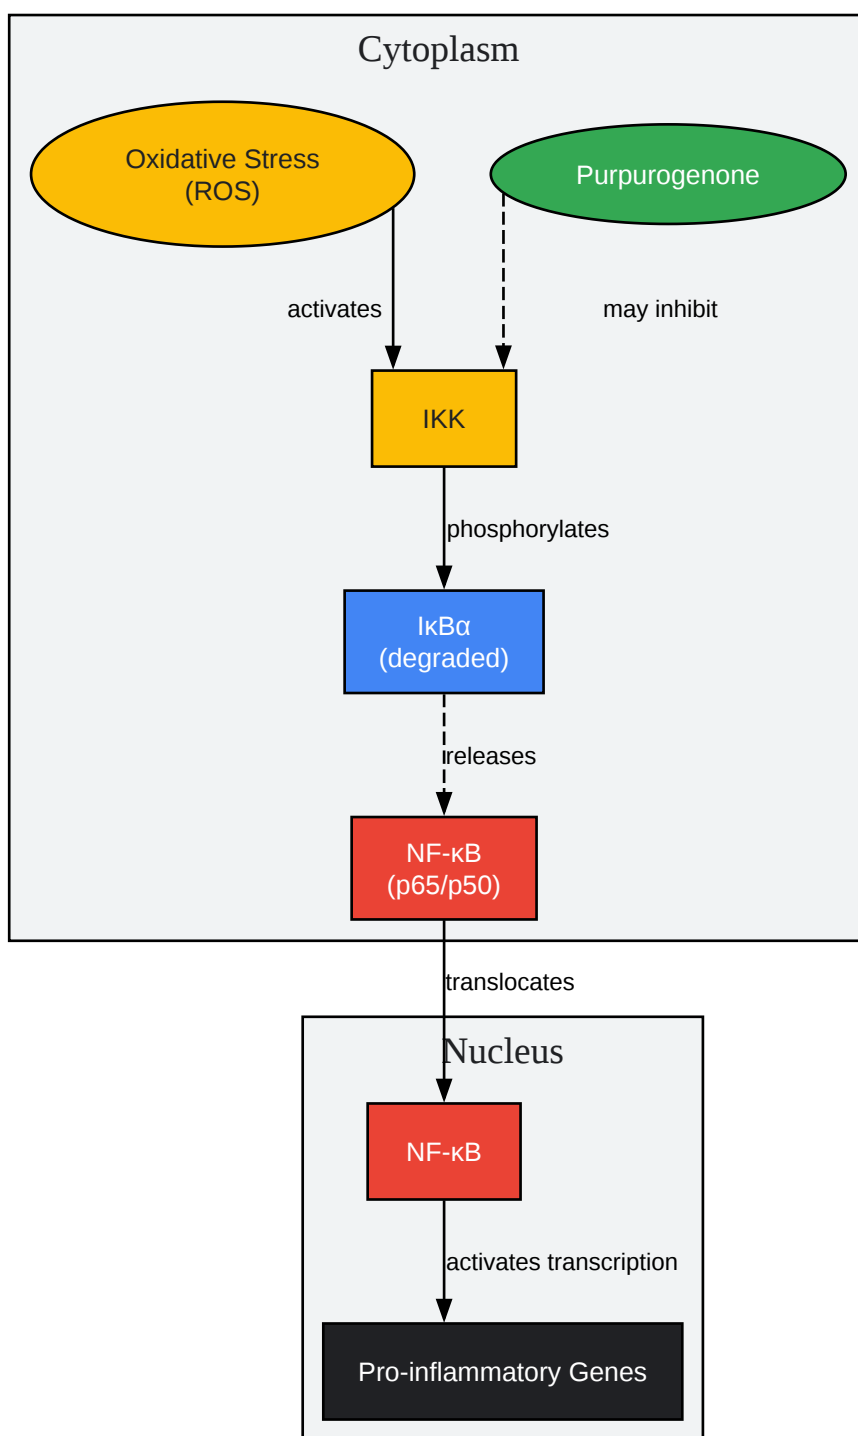 Cytoplasm
Oxidative Stress
(ROS)
Purpurogenone
activates
may inhibit
IKK
phosphorylates
IκBα
(degraded)
releases
NF-κB
(p65/p50)
translocates
Nucleus
NF-κB
activates transcription
Pro-inflammatory Genes